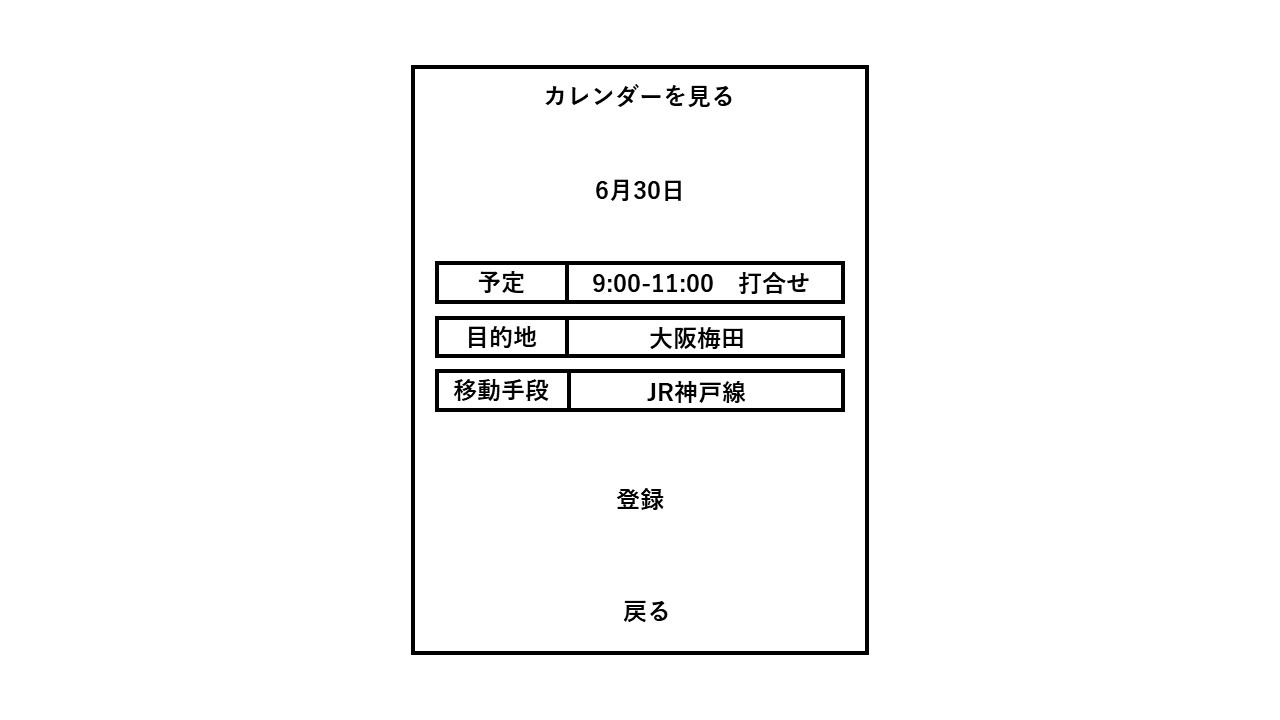 カレンダーを見る
6月30日
予定 9:00-11:00　打合せ
目的地 大阪梅田
移動手段 JR神戸線
登録
戻る